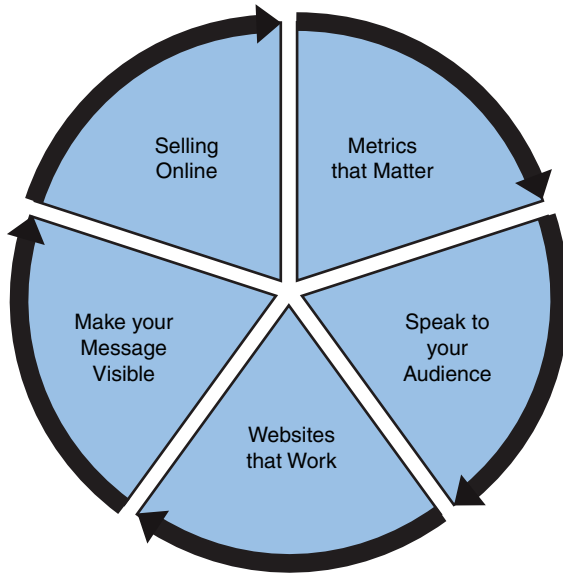 Selling
Online
Metrics
that Matter
Make your
Message
Visible
Speak to
your
Audience
Websites
that Work